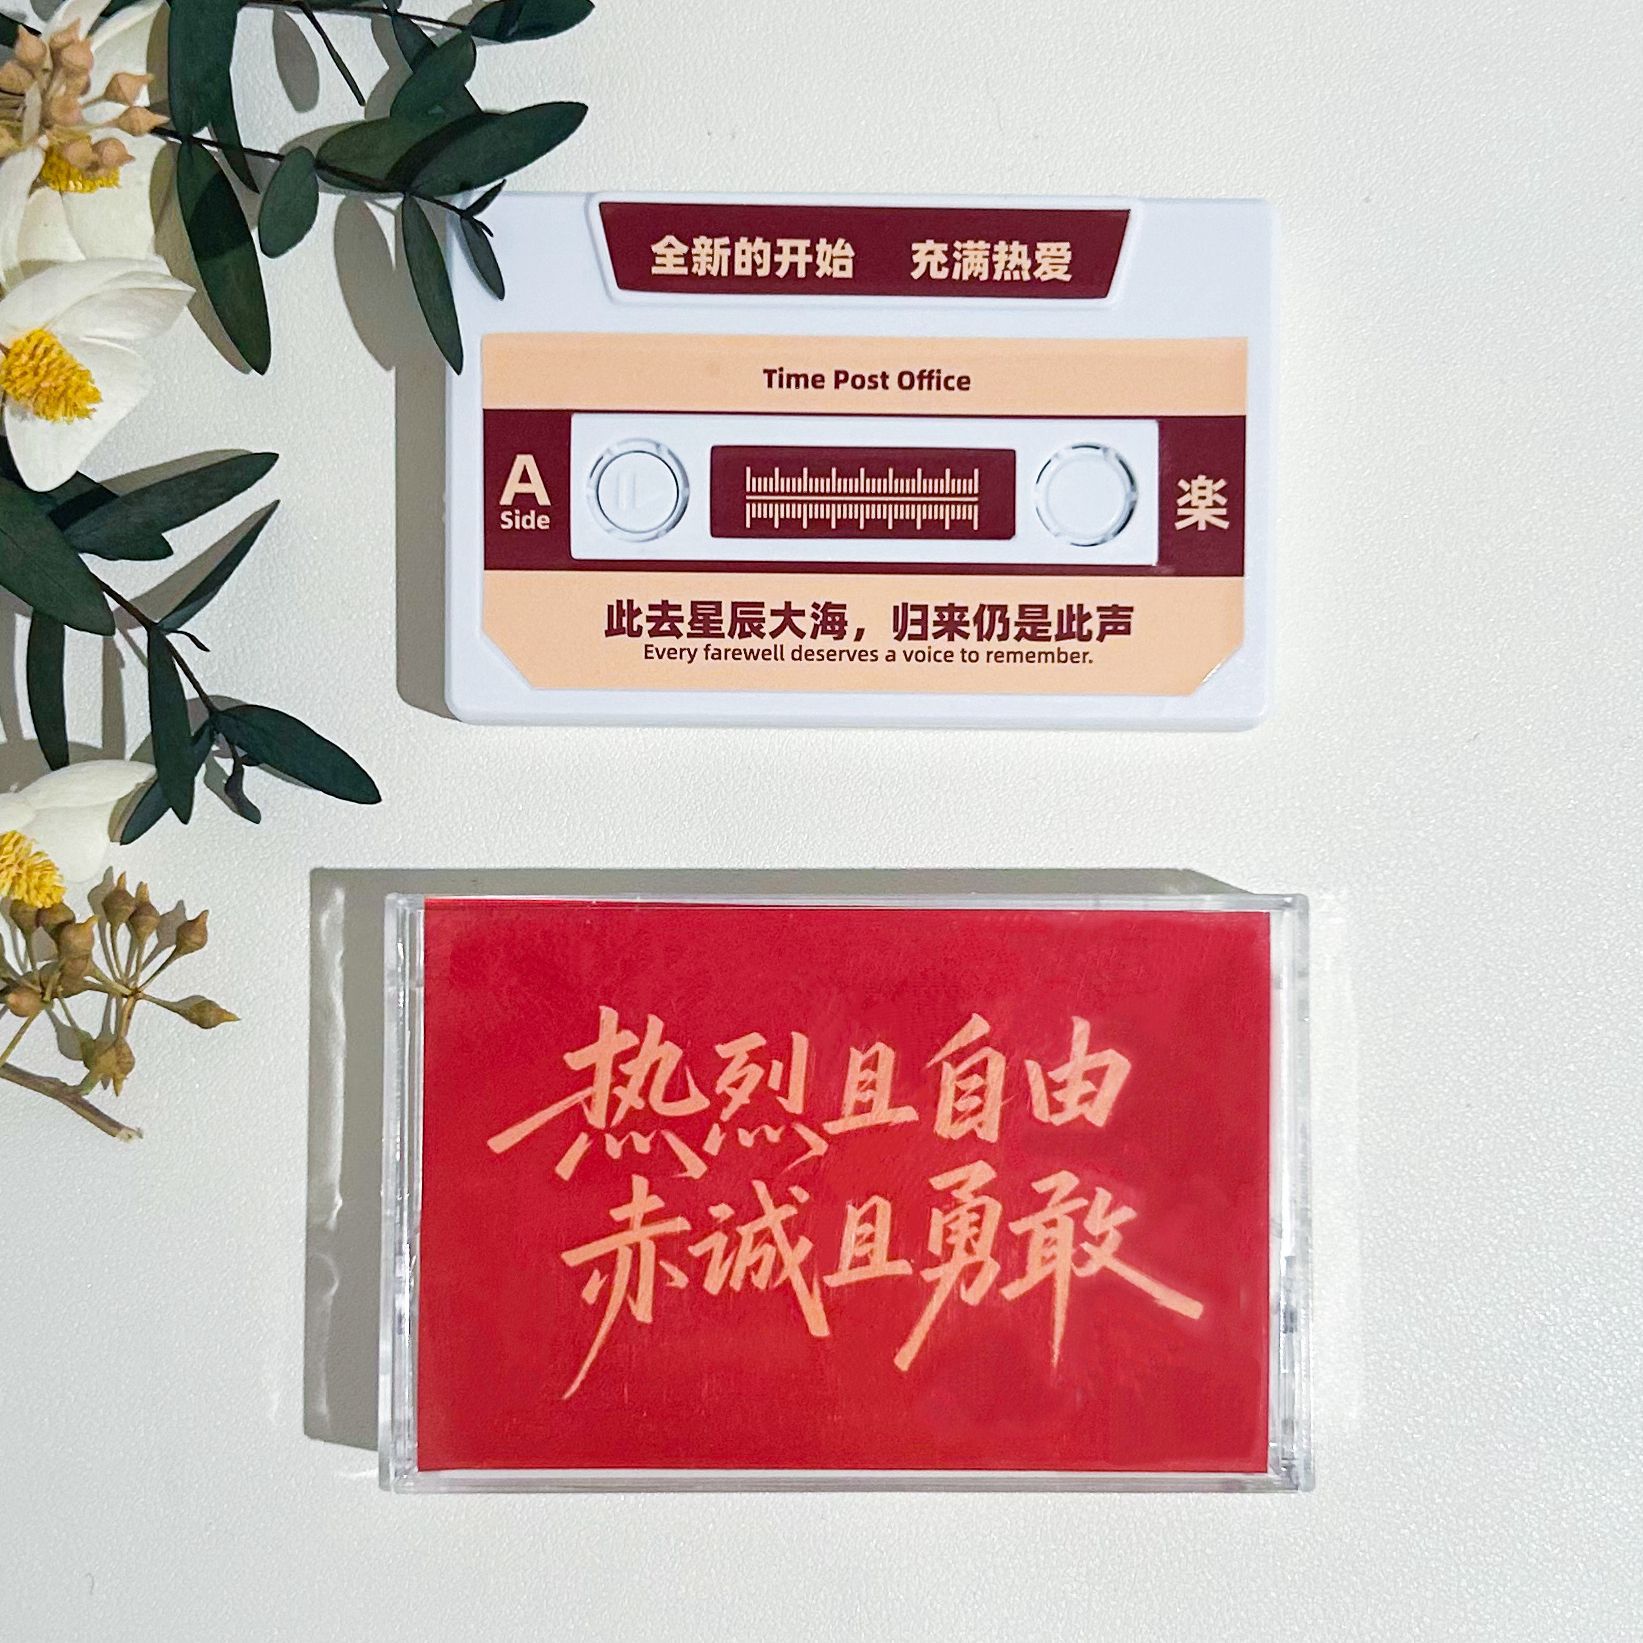 全新的开始 充满热爱
Time Post Office
A
Side
楽
此去星辰大海，归来仍是此声
Every farewell deserves a voice to remember.
热烈且自由
赤诚且勇敢